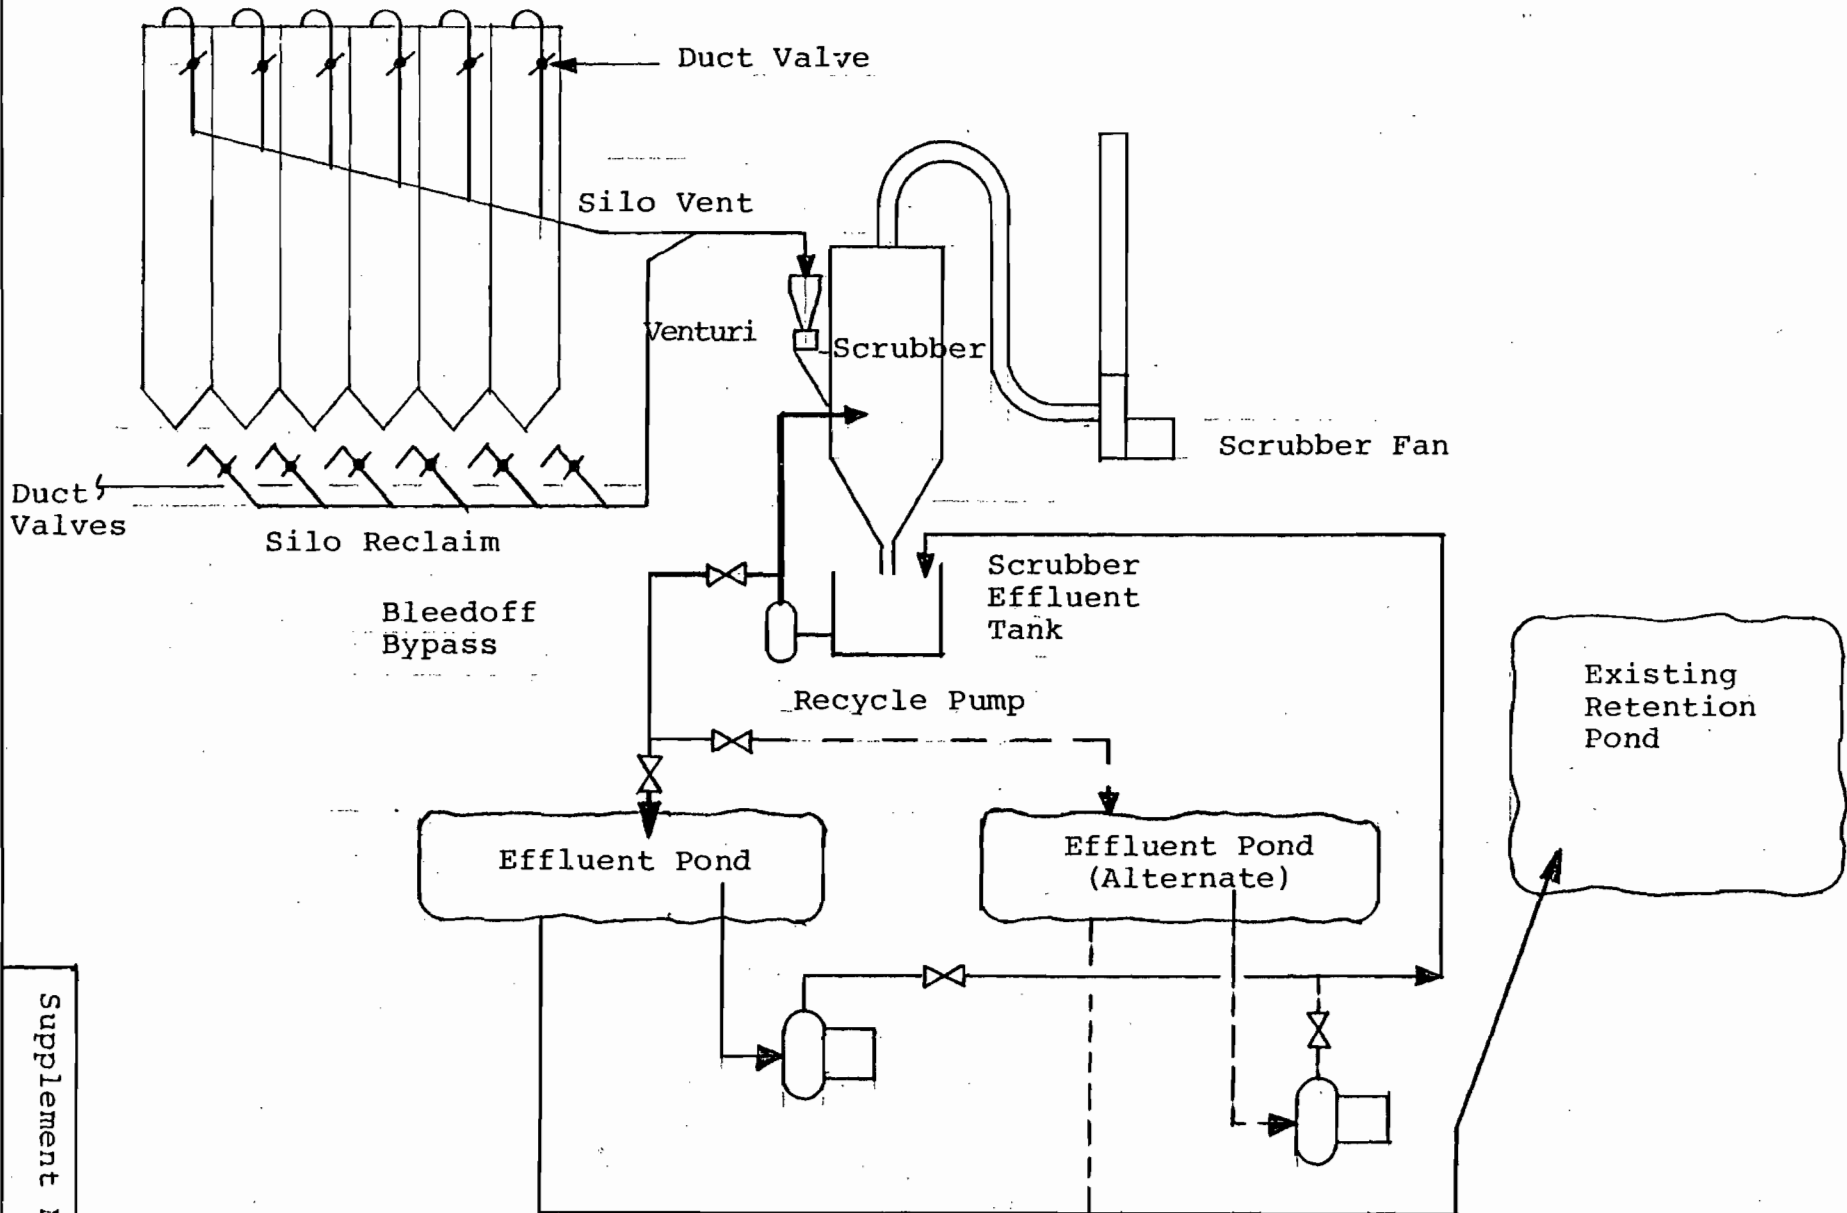 Duct Valve
Silo Vent
Venturi
Scrubber
Scrubber Fan
Duct
Valves
Silo Reclaim
Scrubber
Effluent
Tank
Bleedoff
Bypass
Recycle Pump
Existing
Retention
Pond
Effluent Pond
Effluent Pond
(Alternate)
Supplement